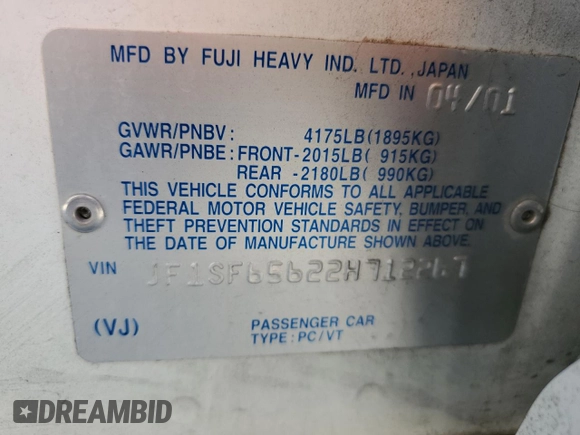 MFD BY FUJI HEAVY IND. LTD., JAPAN
MFD IN 04/01
GVWR/PNBV: 4175LB(1895KG)
GAWR/PNBE: FRONT-2015LB( 915KG)
REAR -2180LB( 990KG)
THIS VEHICLE CONFORMS TO ALL APPLICABLE
FEDERAL MOTOR VEHICLE SAFETY, BUMPER, AND
THEFT PREVENTION STANDARDS IN EFFECT ON
THE DATE OF MANUFACTURE SHOWN ABOVE.
VIN JF1SF65622H712267
(VJ) PASSENGER CAR
TYPE: PC/VT
DREAMBID